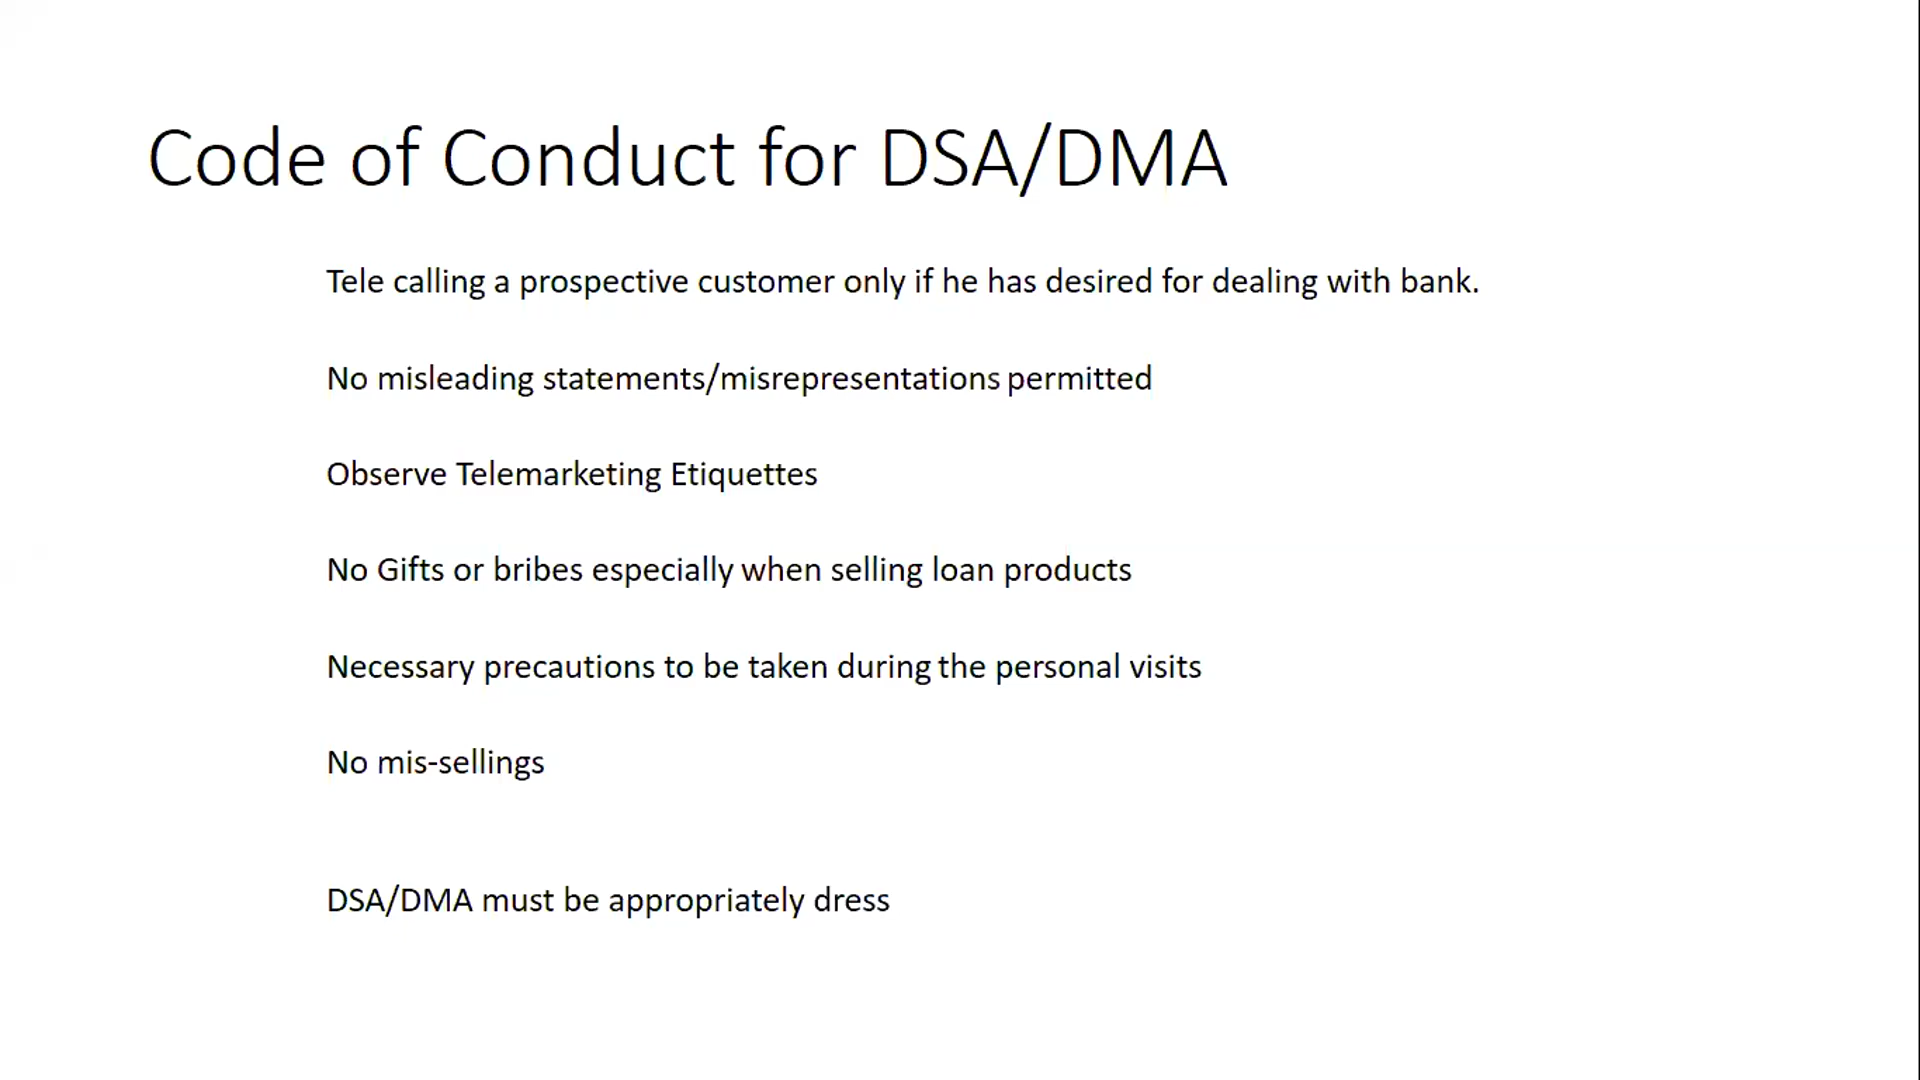 Code of Conduct for DSA/DMA
Tele calling a prospective customer only if he has desired for dealing with bank.
No misleading statements/misrepresentations permitted
Observe Telemarketing Etiquettes
No Gifts or bribes especially when selling loan products
Necessary precautions to be taken during the personal visits
No mis-sellings
DSA/DMA must be appropriately dress